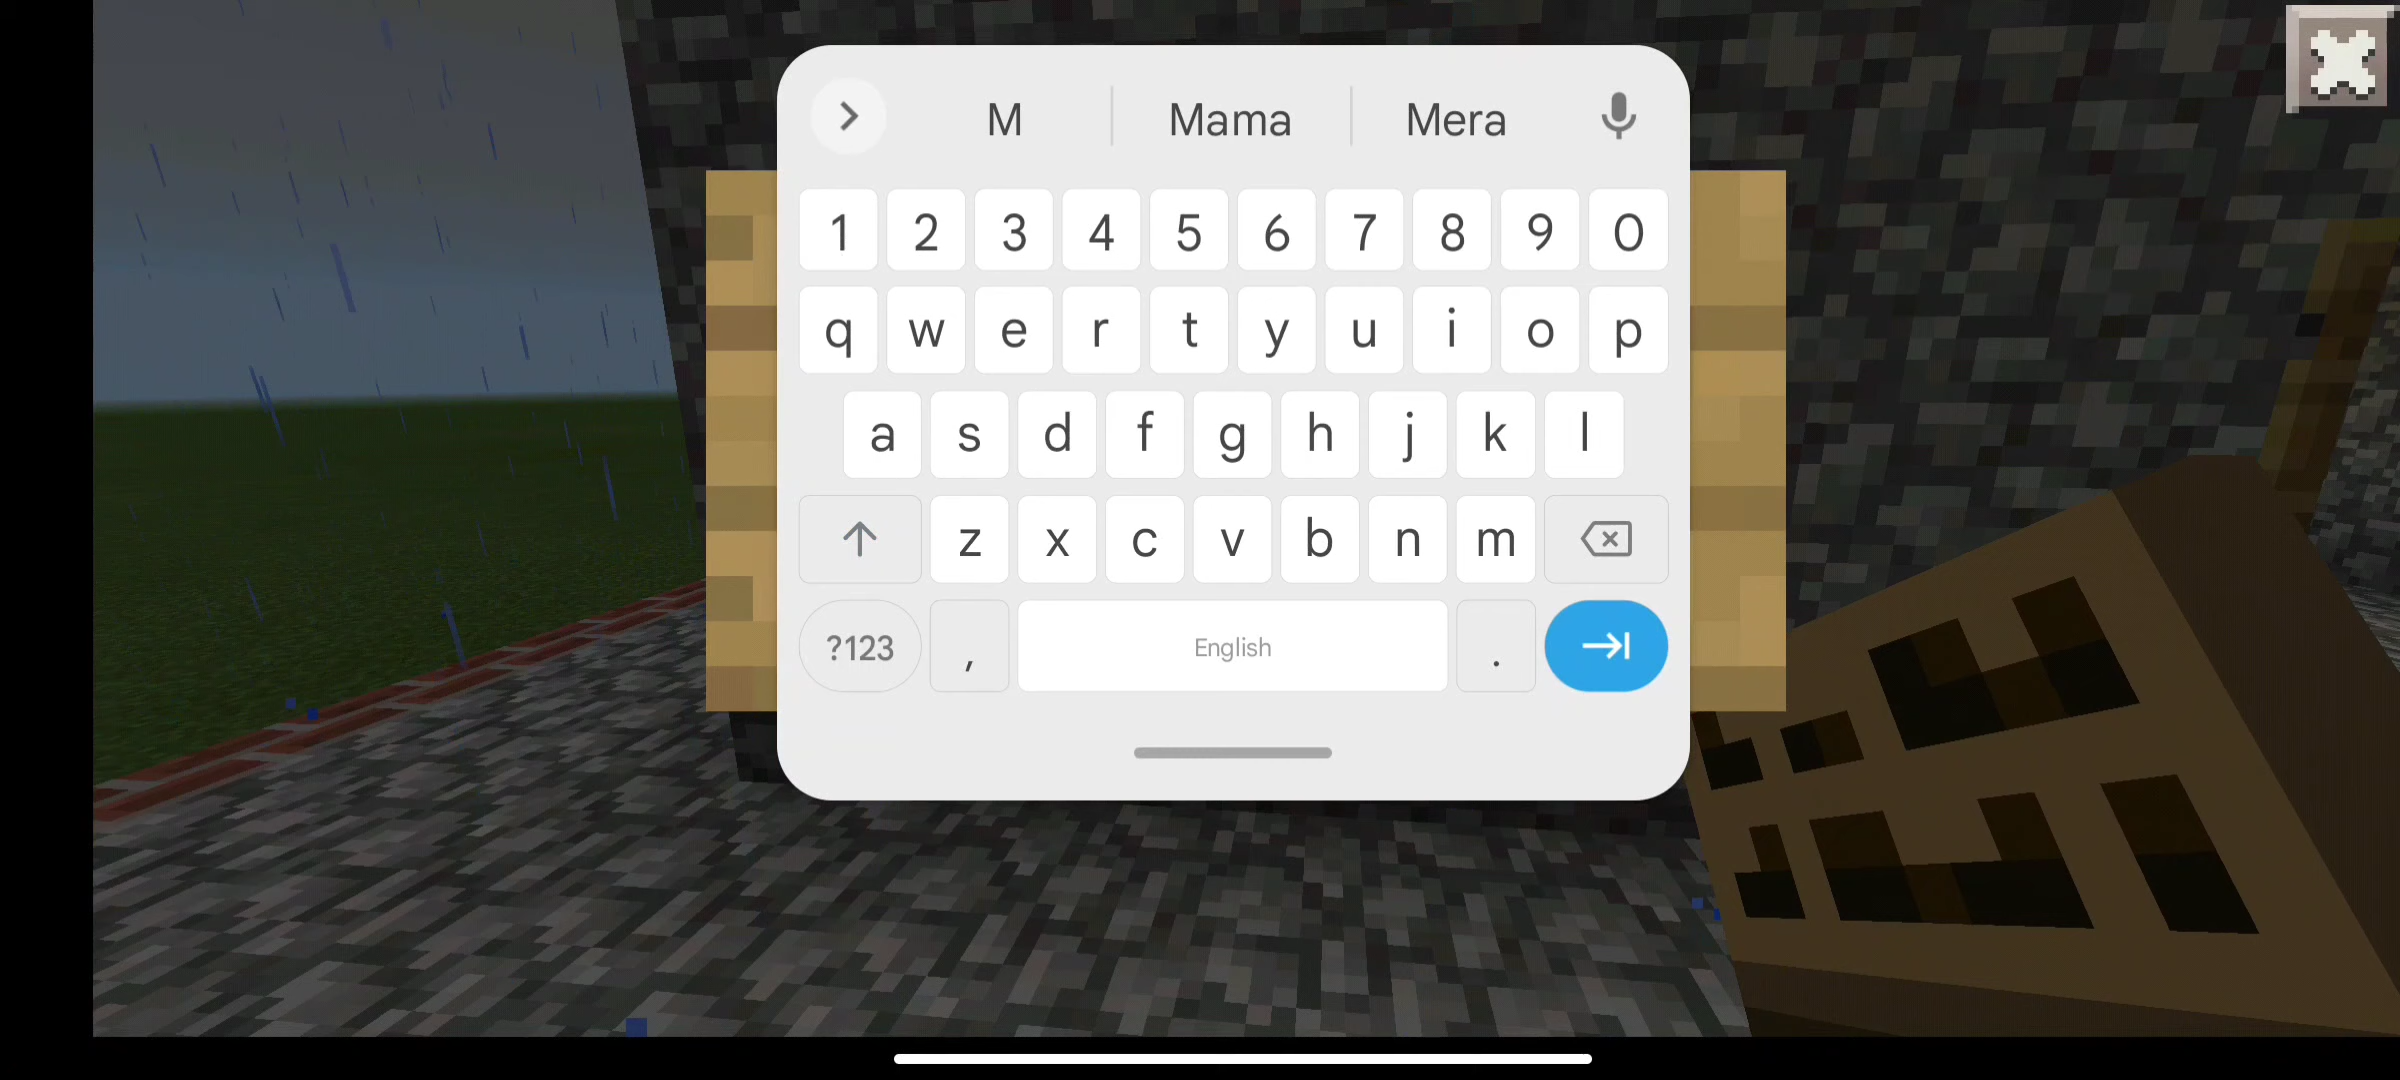 M Mama Mera
1 2 3 4 5 6 7 8 9 0
q w e r t y u i o p
a s d f g h j k l
z x c v b n m
?123 , English .